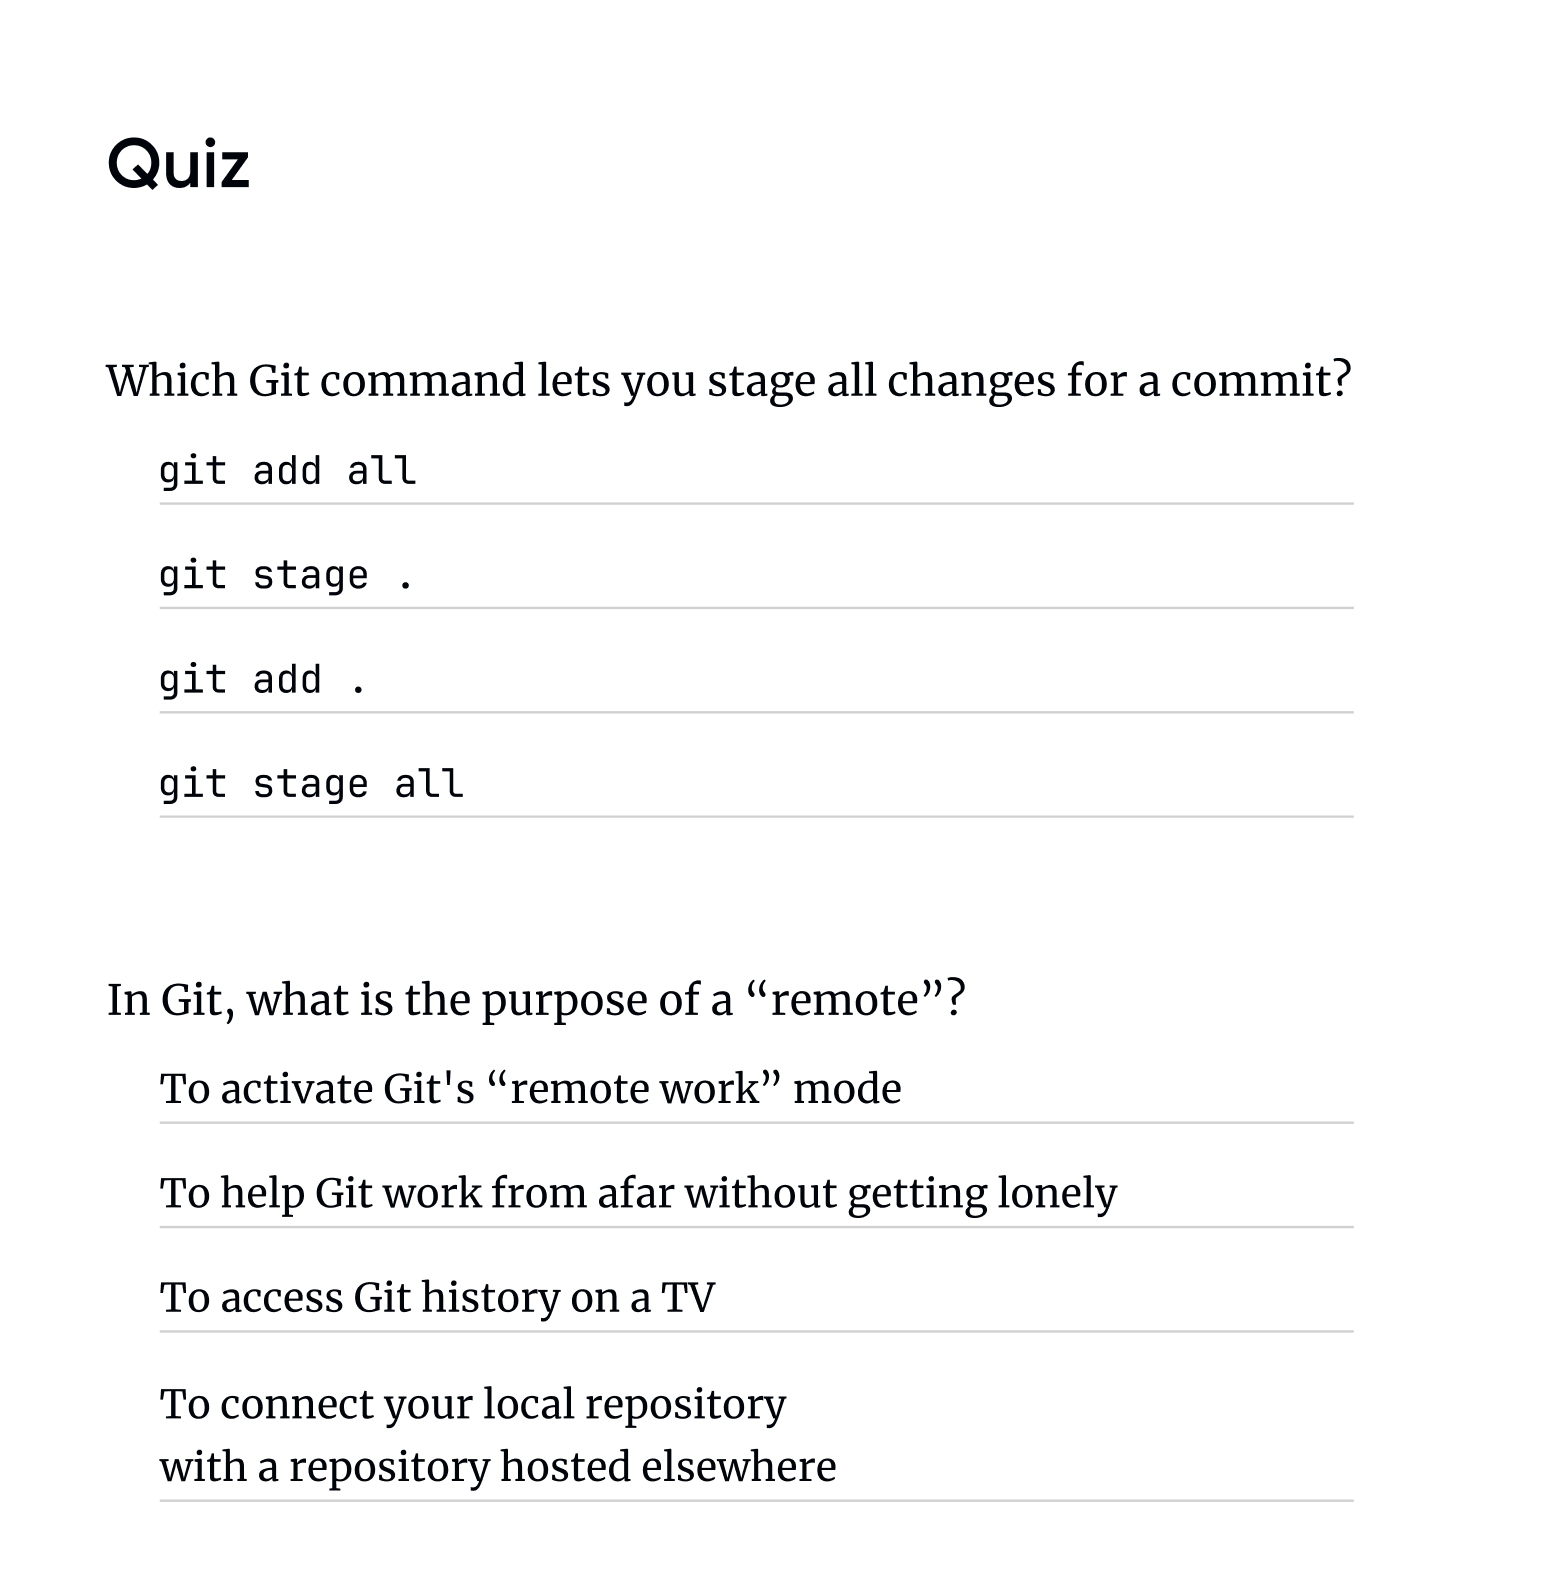 Quiz
Which Git command lets you stage all changes for a commit?
git add all
git stage .
git add .
git stage all
In Git, what is the purpose of a “remote”?
To activate Git's “remote work” mode
To help Git work from afar without getting lonely
To access Git history on a TV
To connect your local repository
with a repository hosted elsewhere